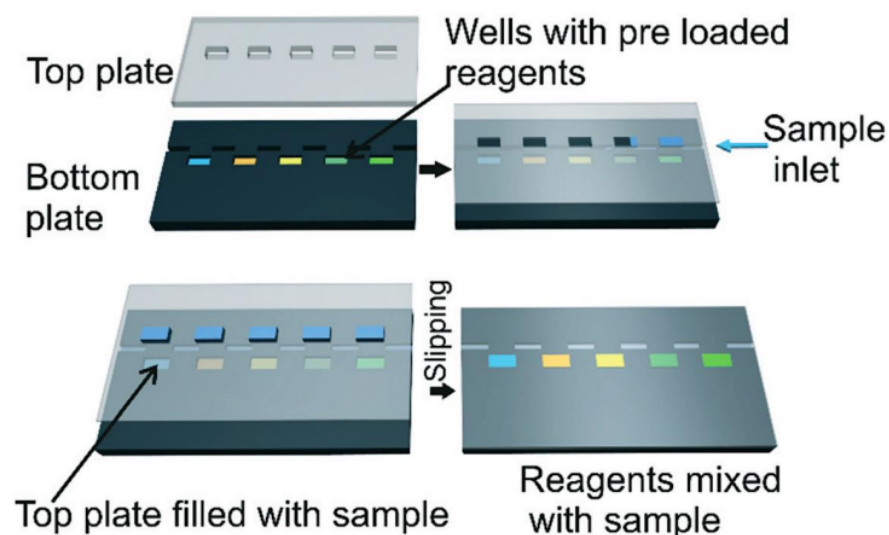 Top plate
Wells with pre loaded
reagents
Bottom
plate
Sample
inlet
Slipping
Top plate filled with sample
Reagents mixed
with sample